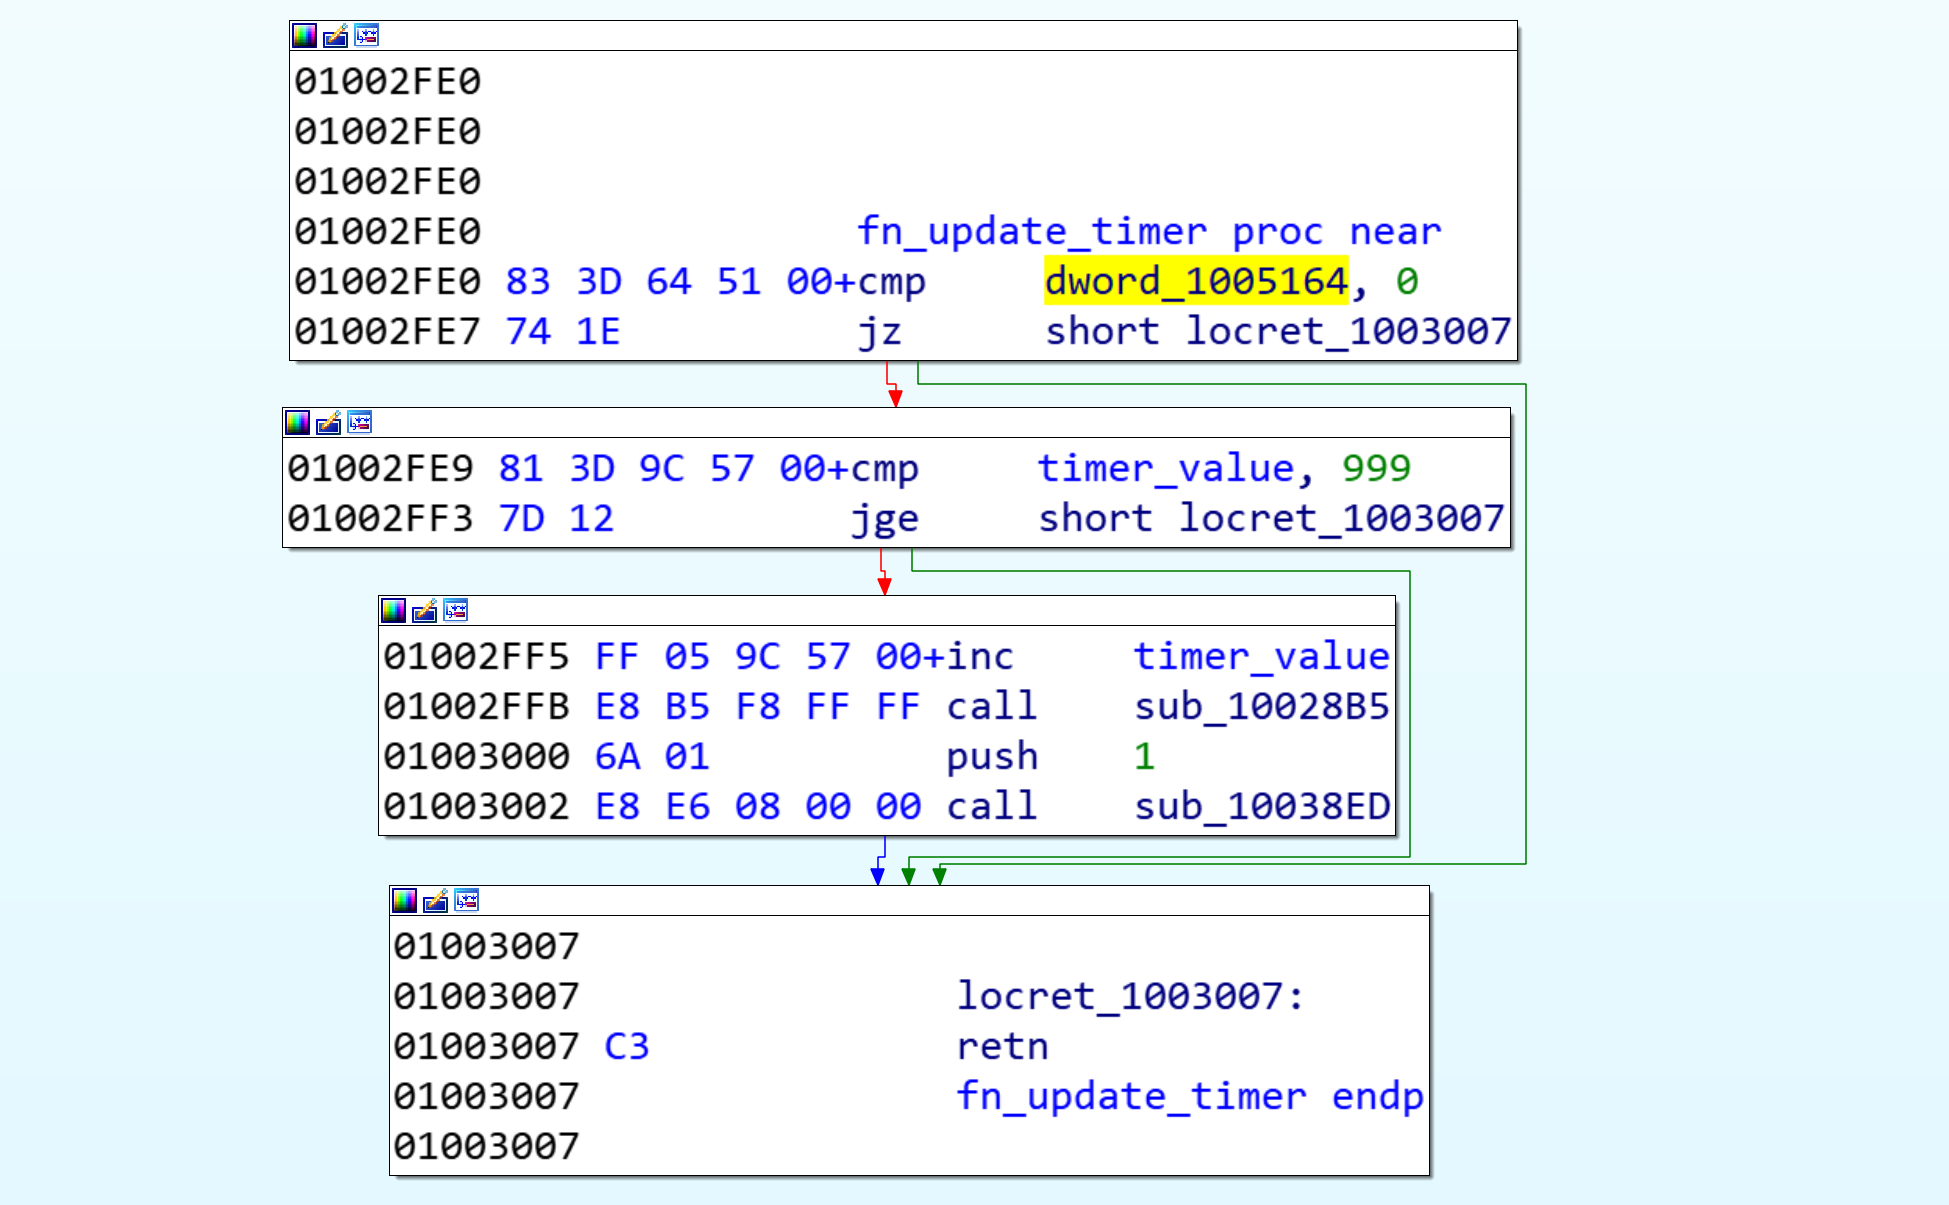 01002FE0
01002FE0
01002FE0
01002FE0 fn_update_timer proc near
01002FE0 83 3D 64 51 00+cmp dword_1005164, 0
01002FE7 74 1E jz short locret_1003007
01002FE9 81 3D 9C 57 00+cmp timer_value, 999
01002FF3 7D 12 jge short locret_1003007
01002FF5 FF 05 9C 57 00+inc timer_value
01002FFB E8 B5 F8 FF FF call sub_10028B5
01003000 6A 01 push 1
01003002 E8 E6 08 00 00 call sub_10038ED
01003007
01003007 locret_1003007:
01003007 C3 retn
01003007 fn_update_timer endp
01003007